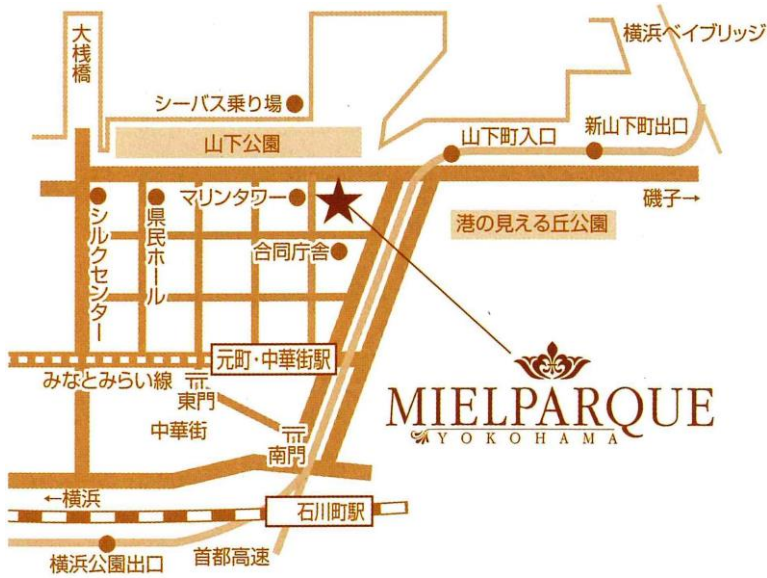 大桟橋
横浜ベイブリッジ
シーバス乗り場
山下公園
山下町入口
新山下町出口
マリンタワー
磯子→
シルクセンター
県民ホール
港の見える丘公園
合同庁舎
元町・中華街駅
みなとみらい線
東門
中華街
南門
MIELPARQUE
YOKOHAMA
←横浜
石川町駅
横浜公園出口
首都高速